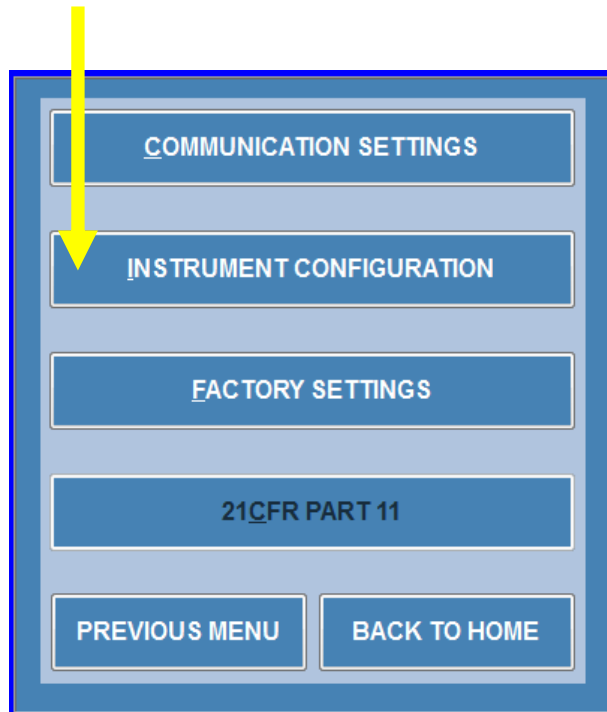 COMMUNICATION SETTINGS
INSTRUMENT CONFIGURATION
FACTORY SETTINGS
21CFR PART 11
PREVIOUS MENU
BACK TO HOME